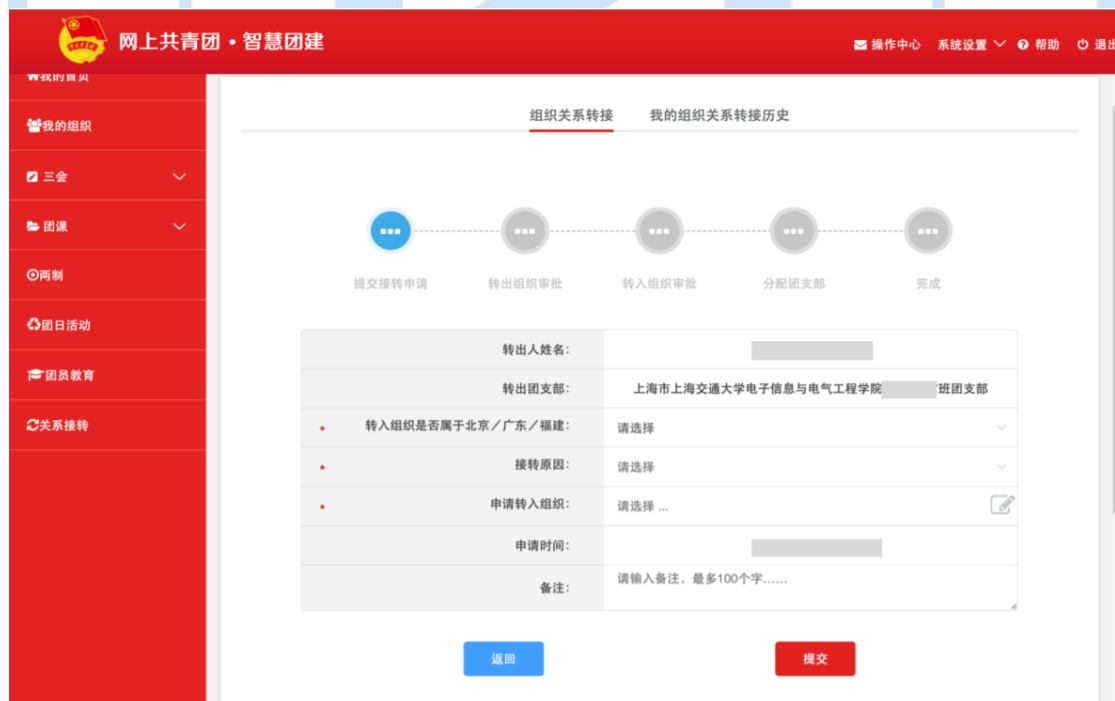 网上共青团·智慧团建
操作中心 系统设置 帮助 退出
我的首页
我的组织
三会
团课
两制
团日活动
团员教育
关系接转
组织关系转接 我的组织关系转接历史
提交接转申请 转出组织审批 转入组织审批 分配团支部 完成
转出人姓名:
转出团支部: 上海市上海交通大学电子信息与电气工程学院 班团支部
* 转入组织是否属于北京/广东/福建: 请选择
* 接转原因: 请选择
* 申请转入组织: 请选择 ...
申请时间:
备注: 请输入备注，最多100个字……
返回 提交